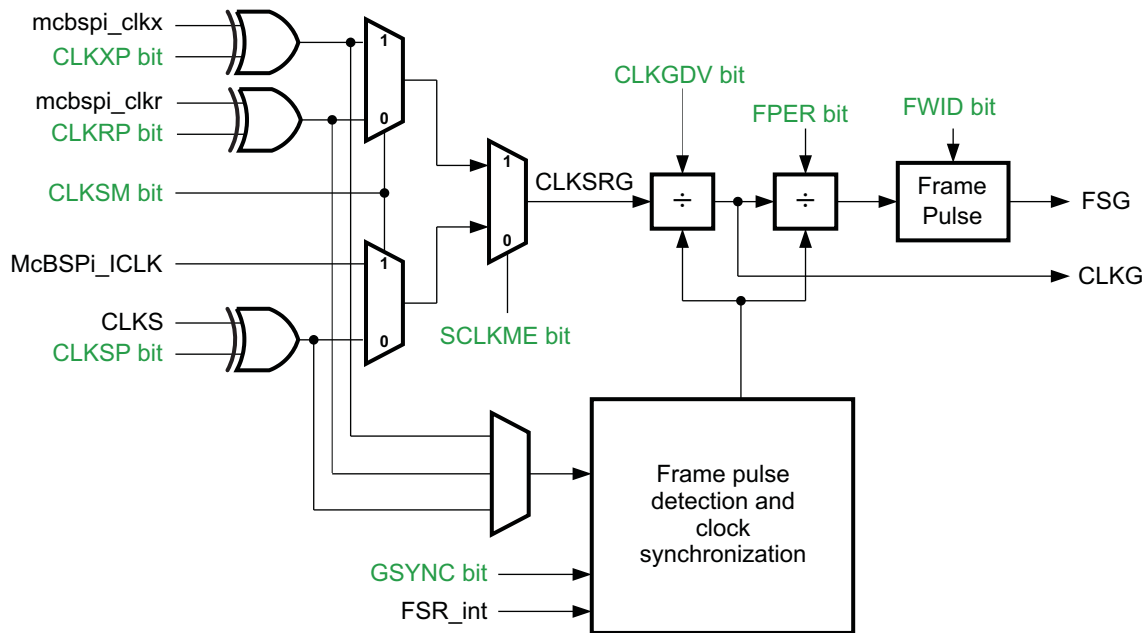 mcbspi_clkx
CLKXP bit
mcbspi_clkr
CLKRP bit
CLKSM bit
McBSPi_ICLK
CLKS
CLKSP bit
1
0
1
0
1
0
SCLKME bit
CLKSRG
CLKGDV bit
÷
FPER bit
÷
FWID bit
Frame
Pulse
FSG
CLKG
Frame pulse
detection and
clock
synchronization
GSYNC bit
FSR_int